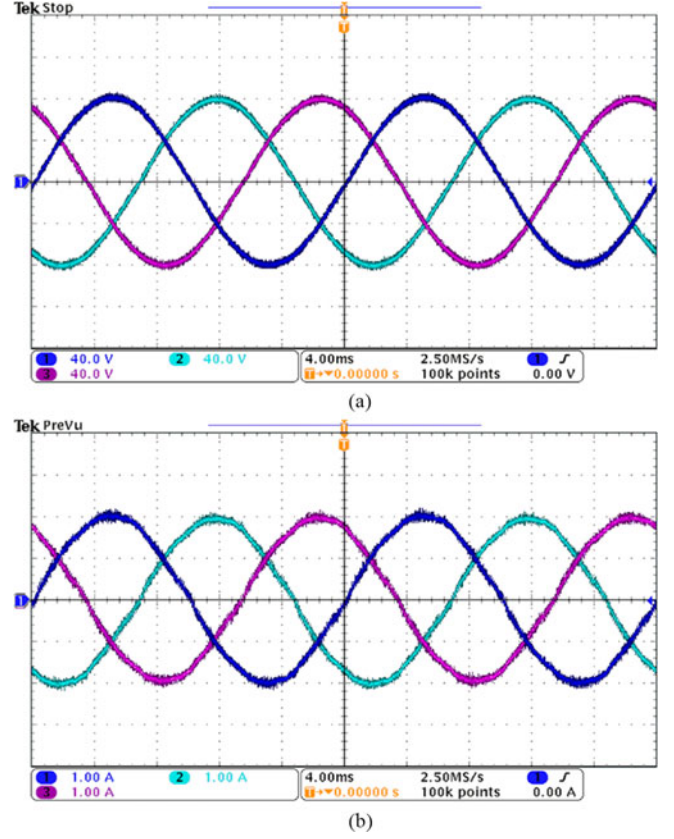 Tek Stop
T
T
1
1 40.0 V 2 40.0 V 4.00ms 2.50MS/s 1
3 40.0 V T→▼0.00000 s 100k points 0.00 V
(a)
Tek PreVu
T
T
1
1 1.00 A 2 1.00 A 4.00ms 2.50MS/s 1
3 1.00 A T→▼0.00000 s 100k points 0.00 A
(b)